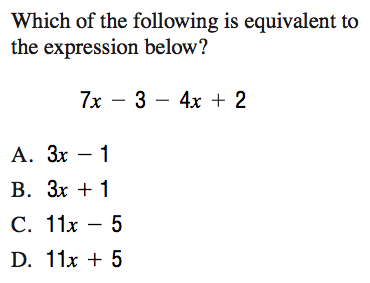 Which of the following is equivalent to
the expression below?
7x − 3 − 4x + 2
A. 3x − 1
B. 3x + 1
C. 11x − 5
D. 11x + 5